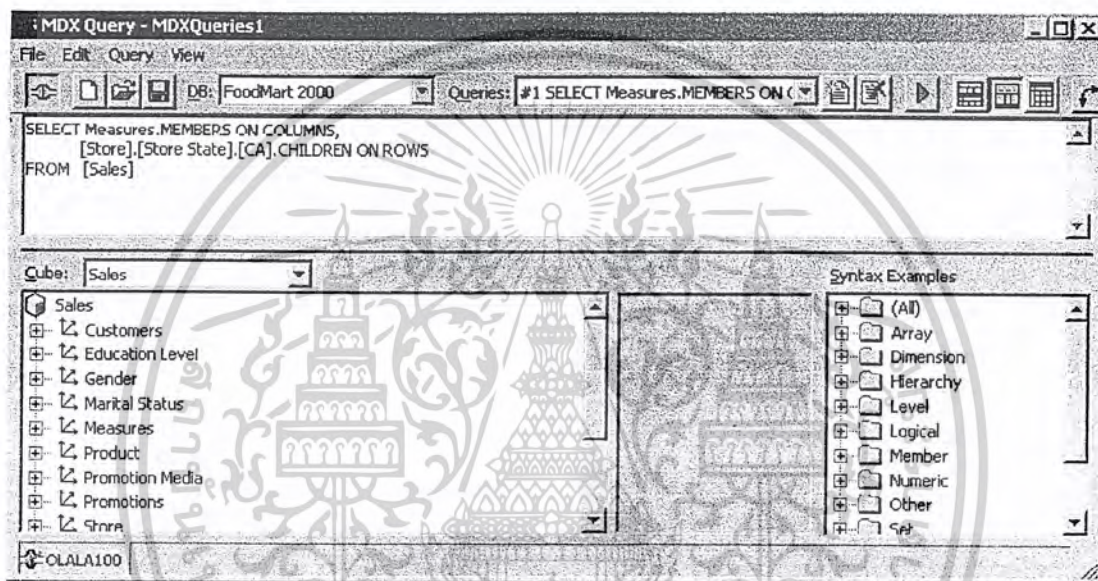 MDX Query - MDXQueries1
File Edit Query View
DB: FoodMart 2000 Queries: #1 SELECT Measures.MEMBERS ON (
SELECT Measures.MEMBERS ON COLUMNS,
[Store].[Store State].[CA].CHILDREN ON ROWS
FROM [Sales]
Cube: Sales
Sales
Customers
Education Level
Gender
Marital Status
Measures
Product
Promotion Media
Promotions
Store
Syntax Examples
(All)
Array
Dimension
Hierarchy
Level
Logical
Member
Numeric
Other
Set
OLALA100